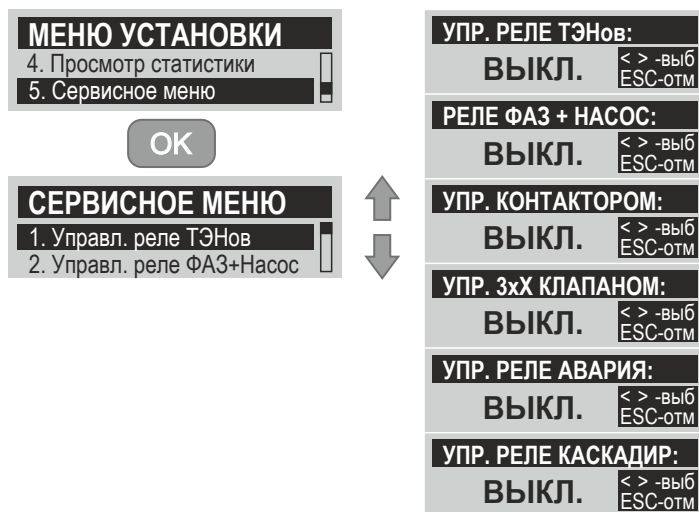 МЕНЮ УСТАНОВКИ
4. Просмотр статистики
5. Сервисное меню
OK
СЕРВИСНОЕ МЕНЮ
1. Управл. реле ТЭНов
2. Управл. реле ФАЗ+Насос
УПР. РЕЛЕ ТЭНов:
ВЫКЛ.
< > -выб
ESC-отм
РЕЛЕ ФАЗ + НАСОС:
ВЫКЛ.
< > -выб
ESC-отм
УПР. КОНТАКТОРОМ:
ВЫКЛ.
< > -выб
ESC-отм
УПР. 3хХ КЛАПАНОМ:
ВЫКЛ.
< > -выб
ESC-отм
УПР. РЕЛЕ АВАРИЯ:
ВЫКЛ.
< > -выб
ESC-отм
УПР. РЕЛЕ КАСКАДИР:
ВЫКЛ.
< > -выб
ESC-отм